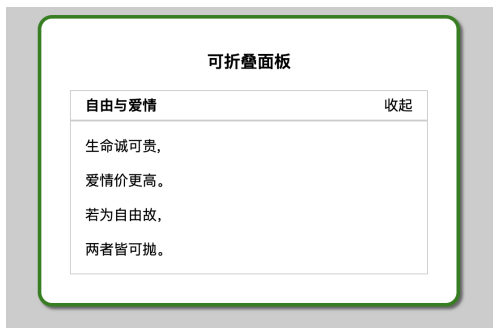 可折叠面板
自由与爱情 收起
生命诚可贵,
爱情价更高。
若为自由故,
两者皆可抛。